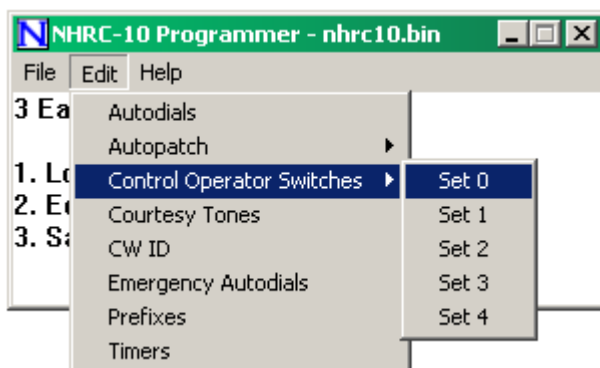 NHRC-10 Programmer - nhrc10.bin
File Edit Help
3 Ea
1. Lo
2. Ed
3. Sa
Autodials
Autopatch
Control Operator Switches
Courtesy Tones
CW ID
Emergency Autodials
Prefixes
Timers
Set 0
Set 1
Set 2
Set 3
Set 4